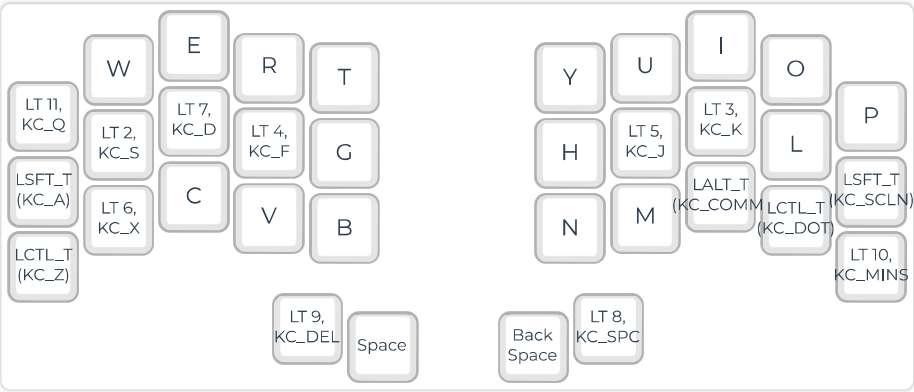 E
W
R
T
LT 11,
KC_Q
LT 2,
KC_S
LT 7,
KC_D
LT 4,
KC_F
G
LSFT_T
(KC_A)
LT 6,
KC_X
C
V
B
LCTL_T
(KC_Z)
LT 9,
KC_DEL
Space
I
U
O
Y
P
LT 3,
KC_K
LT 5,
KC_J
L
H
LSFT_T
(KC_SCLN)
LALT_T
(KC_COMM
LCTL_T
(KC_DOT)
M
N
LT 10,
KC_MINS
Back
Space
LT 8,
KC_SPC